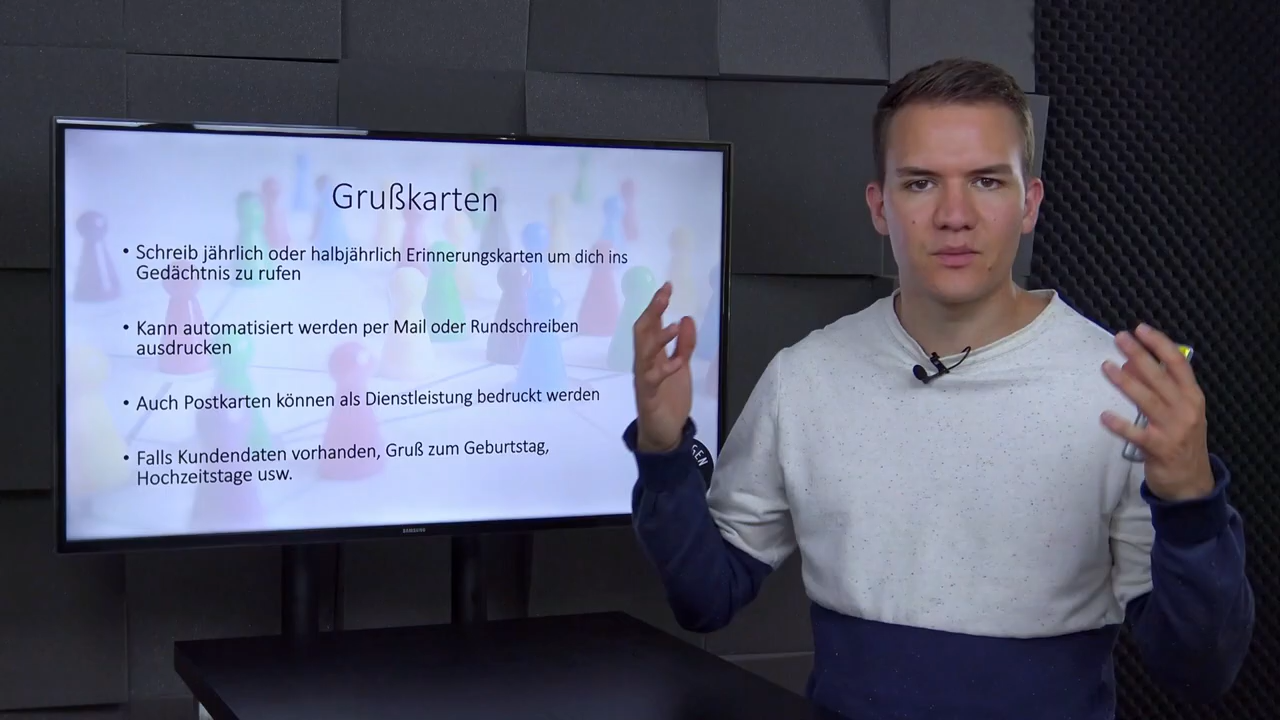 Grußkarten
• Schreib jährlich oder halbjährlich Erinnerungskarten um dich ins
Gedächtnis zu rufen
• Kann automatisiert werden per Mail oder Rundschreiben
ausdrucken
• Auch Postkarten können als Dienstleistung bedruckt werden
• Falls Kundendaten vorhanden, Gruß zum Geburtstag,
Hochzeitstage usw.
SAMSUNG